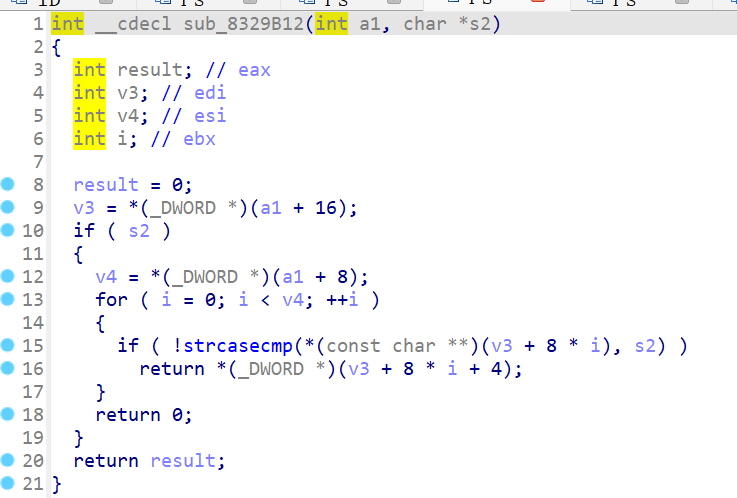 1 int __cdecl sub_8329B12(int a1, char *s2)
2 {
3   int result; // eax
4   int v3; // edi
5   int v4; // esi
6   int i; // ebx
7
8   result = 0;
9   v3 = *(_DWORD *)(a1 + 16);
10   if ( s2 )
11   {
12     v4 = *(_DWORD *)(a1 + 8);
13     for ( i = 0; i < v4; ++i )
14     {
15       if ( !strcasecmp(*(const char **)(v3 + 8 * i), s2) )
16         return *(_DWORD *)(v3 + 8 * i + 4);
17     }
18     return 0;
19   }
20   return result;
21 }